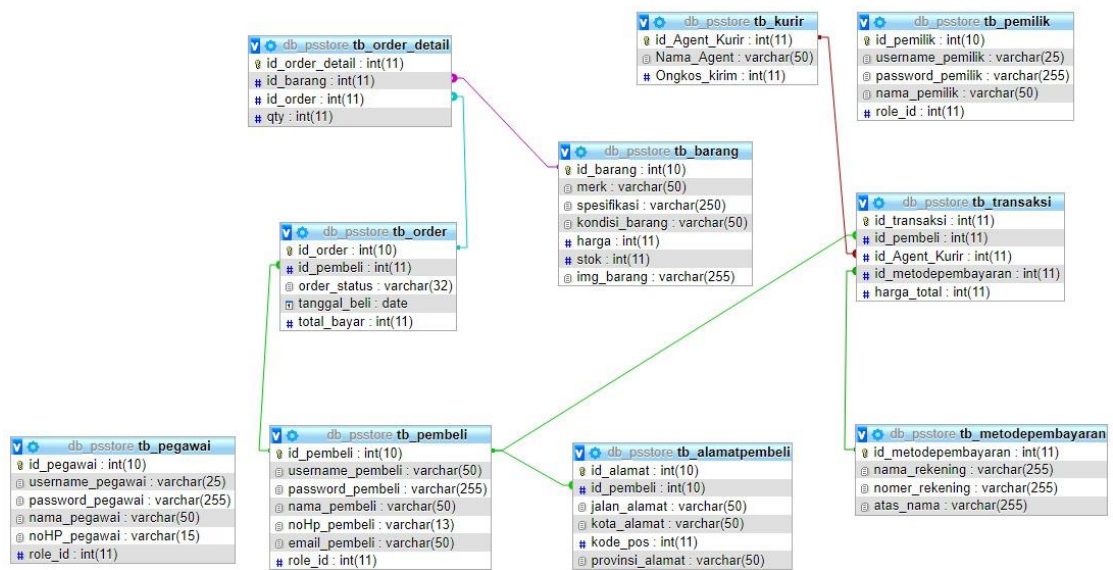 db_psstore tb_order_detail
id_order_detail : int(11)
# id_barang : int(11)
# id_order : int(11)
# qty : int(11)
db_psstore tb_kurir
id_Agent_Kurir : int(11)
Nama_Agent : varchar(50)
# Ongkos_kirim : int(11)
db_psstore tb_pemilik
id_pemilik : int(10)
username_pemilik : varchar(25)
password_pemilik : varchar(255)
nama_pemilik : varchar(50)
# role_id : int(11)
db_psstore tb_barang
id_barang : int(10)
merk : varchar(50)
spesifikasi : varchar(250)
kondisi_barang : varchar(50)
# harga : int(11)
# stok : int(11)
img_barang : varchar(255)
db_psstore tb_order
id_order : int(10)
# id_pembeli : int(11)
order_status : varchar(32)
tanggal_beli : date
# total_bayar : int(11)
db_psstore tb_transaksi
id_transaksi : int(11)
# id_pembeli : int(11)
# id_Agent_Kurir : int(11)
# id_metodepembayaran : int(11)
# harga_total : int(11)
db_psstore tb_pegawai
id_pegawai : int(10)
username_pegawai : varchar(25)
password_pegawai : varchar(255)
nama_pegawai : varchar(50)
noHP_pegawai : varchar(15)
# role_id : int(11)
db_psstore tb_pembeli
id_pembeli : int(10)
username_pembeli : varchar(50)
password_pembeli : varchar(255)
nama_pembeli : varchar(50)
noHp_pembeli : varchar(13)
email_pembeli : varchar(50)
# role_id : int(11)
db_psstore tb_alamatpembeli
id_alamat : int(10)
# id_pembeli : int(10)
jalan_alamat : varchar(50)
kota_alamat : varchar(50)
# kode_pos : int(11)
provinsi_alamat : varchar(50)
db_psstore tb_metodepembayaran
id_metodepembayaran : int(11)
nama_rekening : varchar(255)
nomer_rekening : varchar(255)
atas_nama : varchar(255)